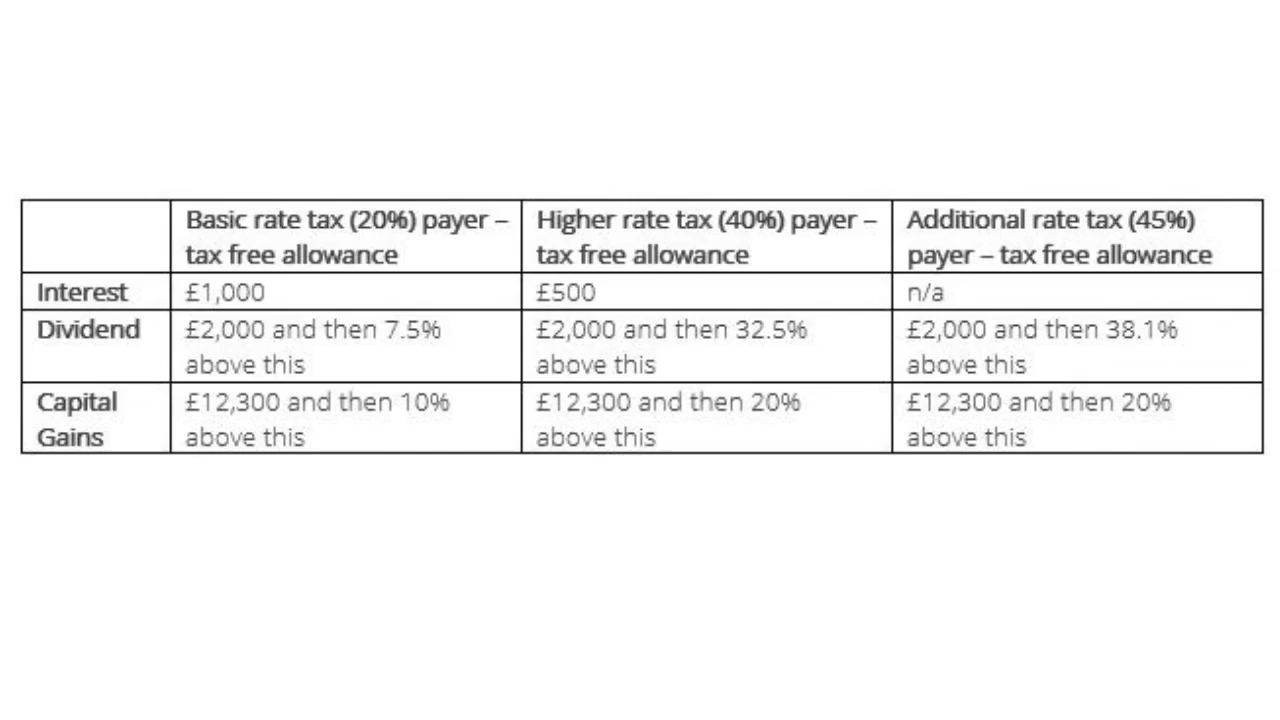 Basic rate tax (20%) payer –
tax free allowance
Higher rate tax (40%) payer –
tax free allowance
Additional rate tax (45%)
payer – tax free allowance
Interest
£1,000
£500
n/a
Dividend
£2,000 and then 7.5%
above this
£2,000 and then 32.5%
above this
£2,000 and then 38.1%
above this
Capital
Gains
£12,300 and then 10%
above this
£12,300 and then 20%
above this
£12,300 and then 20%
above this